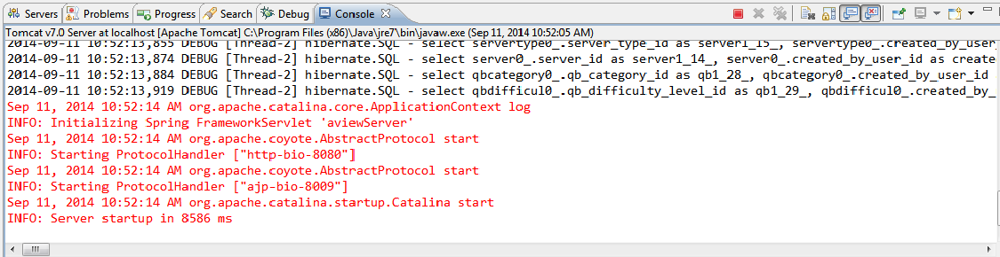 Servers Problems Progress Search Debug Console
Tomcat v7.0 Server at localhost [Apache Tomcat] C:\Program Files (x86)\Java\jre7\bin\javaw.exe (Sep 11, 2014 10:52:05 AM)
2014-09-11 10:52:13,855 DEBUG [Thread-2] hibernate.SQL - select servertype0_.server_type_id as server1_15_, servertype0_.created_by_user_
2014-09-11 10:52:13,874 DEBUG [Thread-2] hibernate.SQL - select server0_.server_id as server1_14_, server0_.created_by_user_id as create
2014-09-11 10:52:13,884 DEBUG [Thread-2] hibernate.SQL - select qbcategory0_.qb_category_id as qb1_28_, qbcategory0_.created_by_user_id
2014-09-11 10:52:13,919 DEBUG [Thread-2] hibernate.SQL - select qbdifficul0_.qb_difficulty_level_id as qb1_29_, qbdifficul0_.created_by_
Sep 11, 2014 10:52:14 AM org.apache.catalina.core.ApplicationContext log
INFO: Initializing Spring FrameworkServlet 'aviewServer'
Sep 11, 2014 10:52:14 AM org.apache.coyote.AbstractProtocol start
INFO: Starting ProtocolHandler ["http-bio-8080"]
Sep 11, 2014 10:52:14 AM org.apache.coyote.AbstractProtocol start
INFO: Starting ProtocolHandler ["ajp-bio-8009"]
Sep 11, 2014 10:52:14 AM org.apache.catalina.startup.Catalina start
INFO: Server startup in 8586 ms